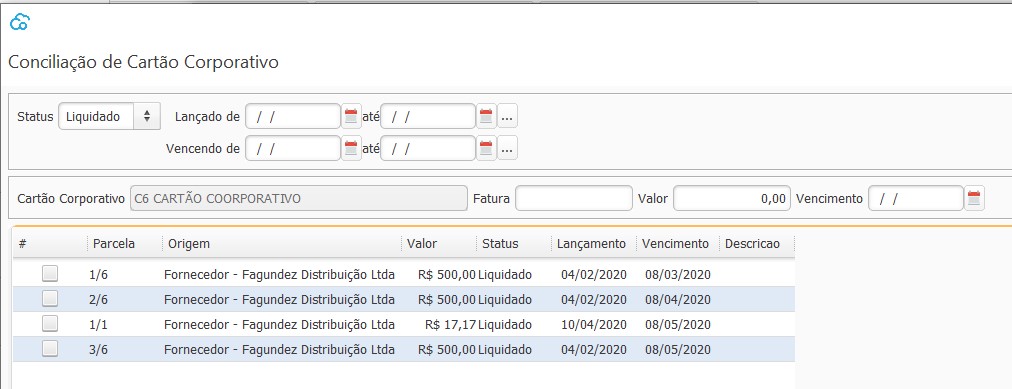 Conciliação de Cartão Corporativo
Status Liquidado Lançado de / / até / / ...
Vencendo de / / até / / ...
Cartão Corporativo C6 CARTÃO COORPORATIVO Fatura Valor 0,00 Vencimento / /
# Parcela Origem Valor Status Lançamento Vencimento Descricao
1/6 Fornecedor - Fagundez Distribuição Ltda R$ 500,00 Liquidado 04/02/2020 08/03/2020
2/6 Fornecedor - Fagundez Distribuição Ltda R$ 500,00 Liquidado 04/02/2020 08/04/2020
1/1 Fornecedor - Fagundez Distribuição Ltda R$ 17,17 Liquidado 10/04/2020 08/05/2020
3/6 Fornecedor - Fagundez Distribuição Ltda R$ 500,00 Liquidado 04/02/2020 08/05/2020